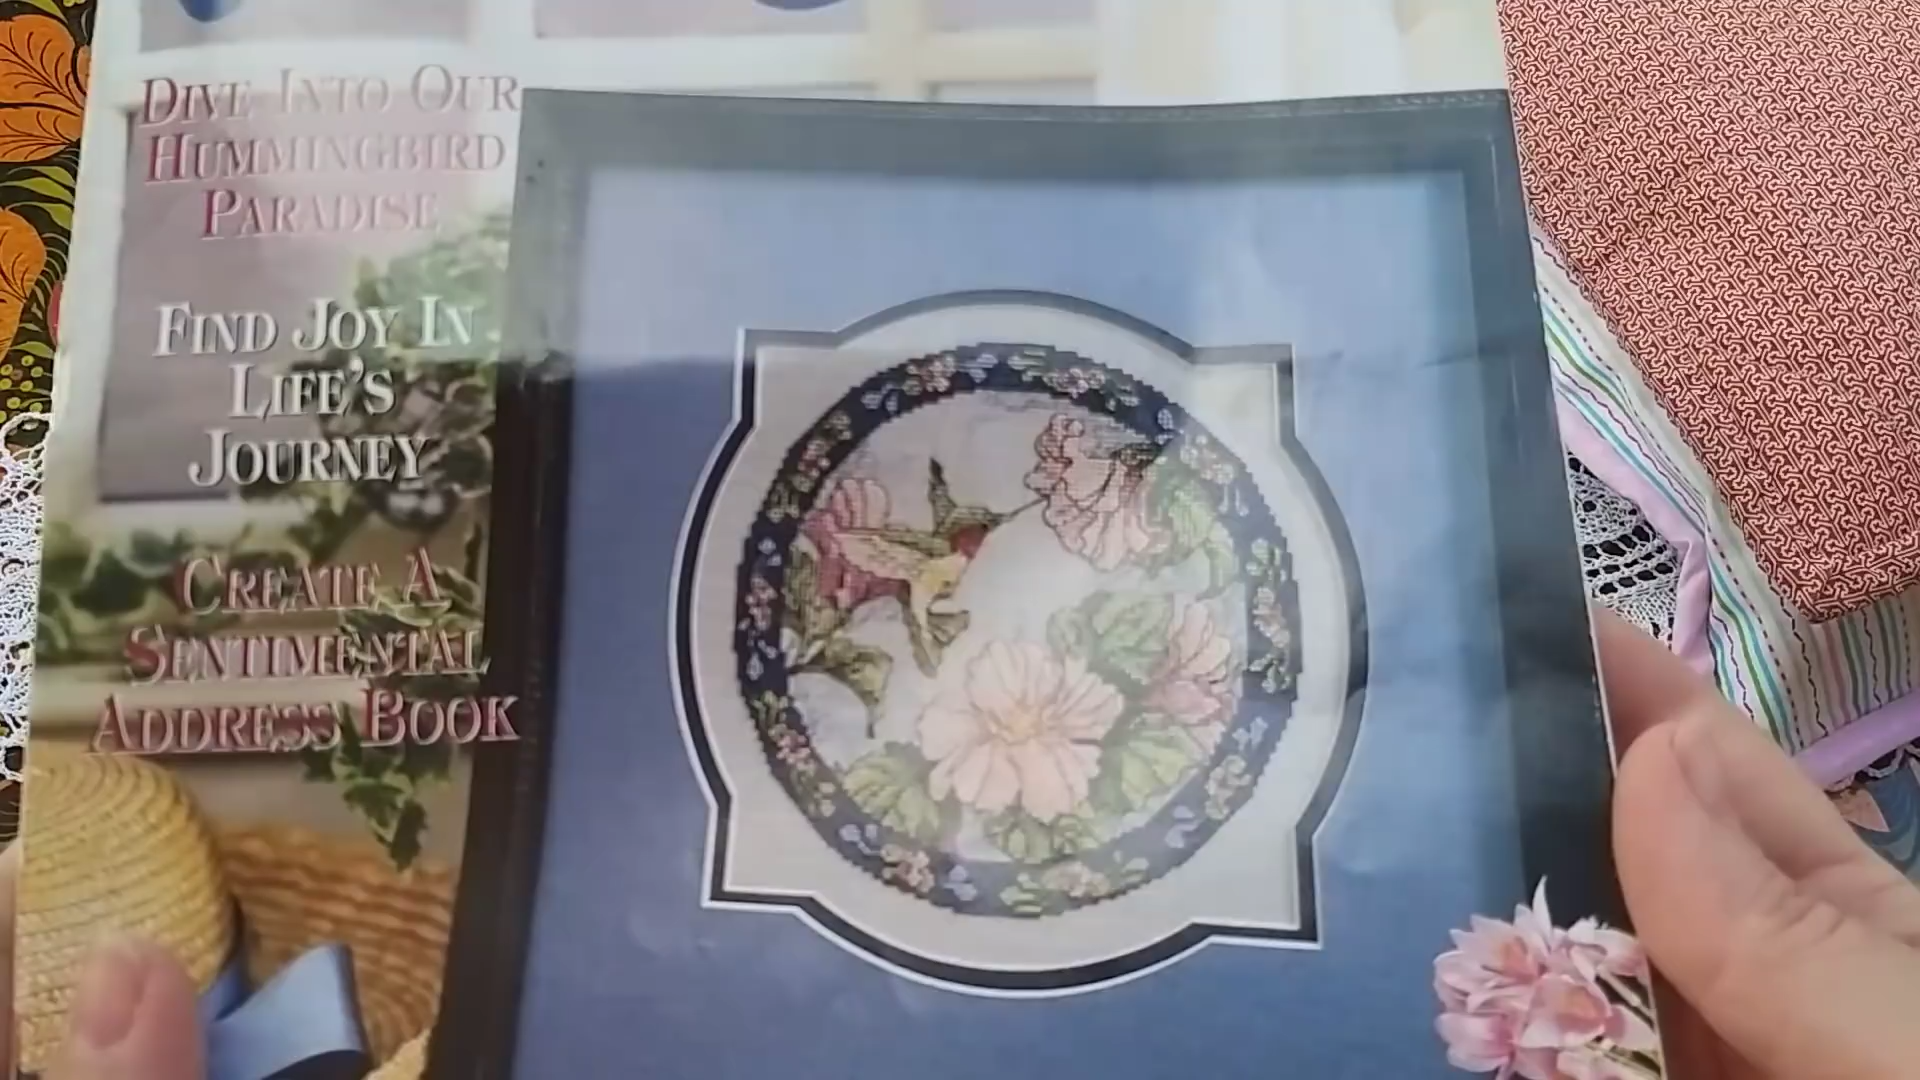 DIVE INTO OUR
HUMMINGBIRD
PARADISE
FIND JOY IN
LIFE'S
JOURNEY
CREATE A
SENTIMENTAL
ADDRESS BOOK